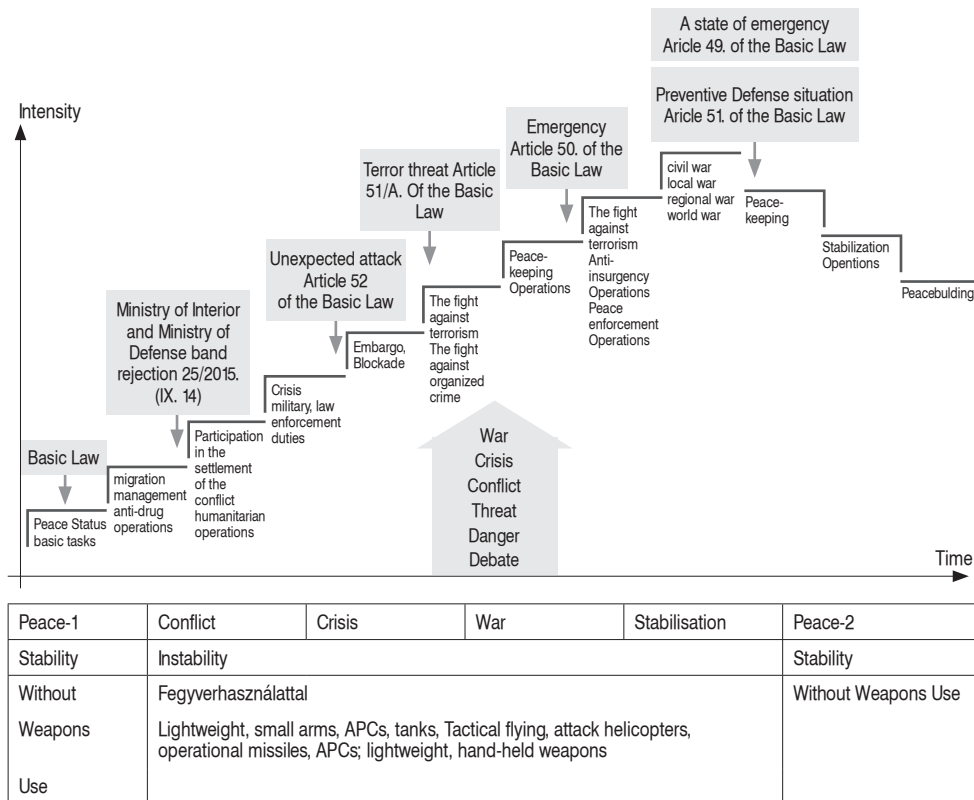 A state of emergency
Aricle 49. of the Basic Law
Preventive Defense situation
Aricle 51. of the Basic Law
Intensity
Emergency
Article 50. of the
Basic Law
Terror threat Article
51/A. Of the Basic
Law
Unexpected attack
Article 52
of the Basic Law
Ministry of Interior
and Ministry of
Defense band
rejection 25/2015.
(IX. 14)
Basic Law
Peace Status
basic tasks
migration
management
anti-drug
operations
Participation
in the
settlement
of the
conflict
humanitarian
operations
Crisis
military, law
enforcement
duties
Embargo,
Blockade
The fight
against
terrorism
The fight
against
organized
crime
Peace-
keeping
Operations
The fight
against
terrorism
Anti-
insurgency
Operations
Peace
enforcement
Operations
civil war
local war
regional war
world war
Peace-
keeping
Stabilization
Opentions
Peacebulding
War
Crisis
Conflict
Threat
Danger
Debate
Time
Peace-1 Conflict Crisis War Stabilisation Peace-2
Stability Instability Stability
Without Fegyverhasználattal Without Weapons Use
Weapons Lightweight, small arms, APCs, tanks, Tactical flying, attack helicopters,
operational missiles, APCs; lightweight, hand-held weapons
Use